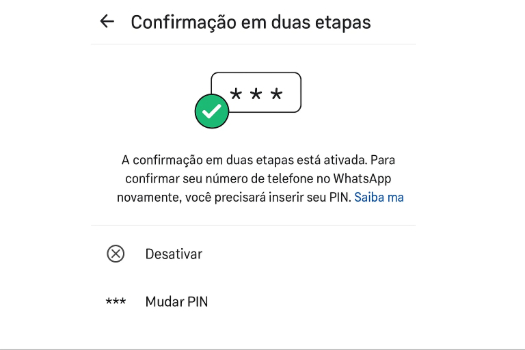 Confirmação em duas etapas
* * *
A confirmação em duas etapas está ativada. Para
confirmar seu número de telefone no WhatsApp
novamente, você precisará inserir seu PIN. Saiba ma
Desativar
*** Mudar PIN